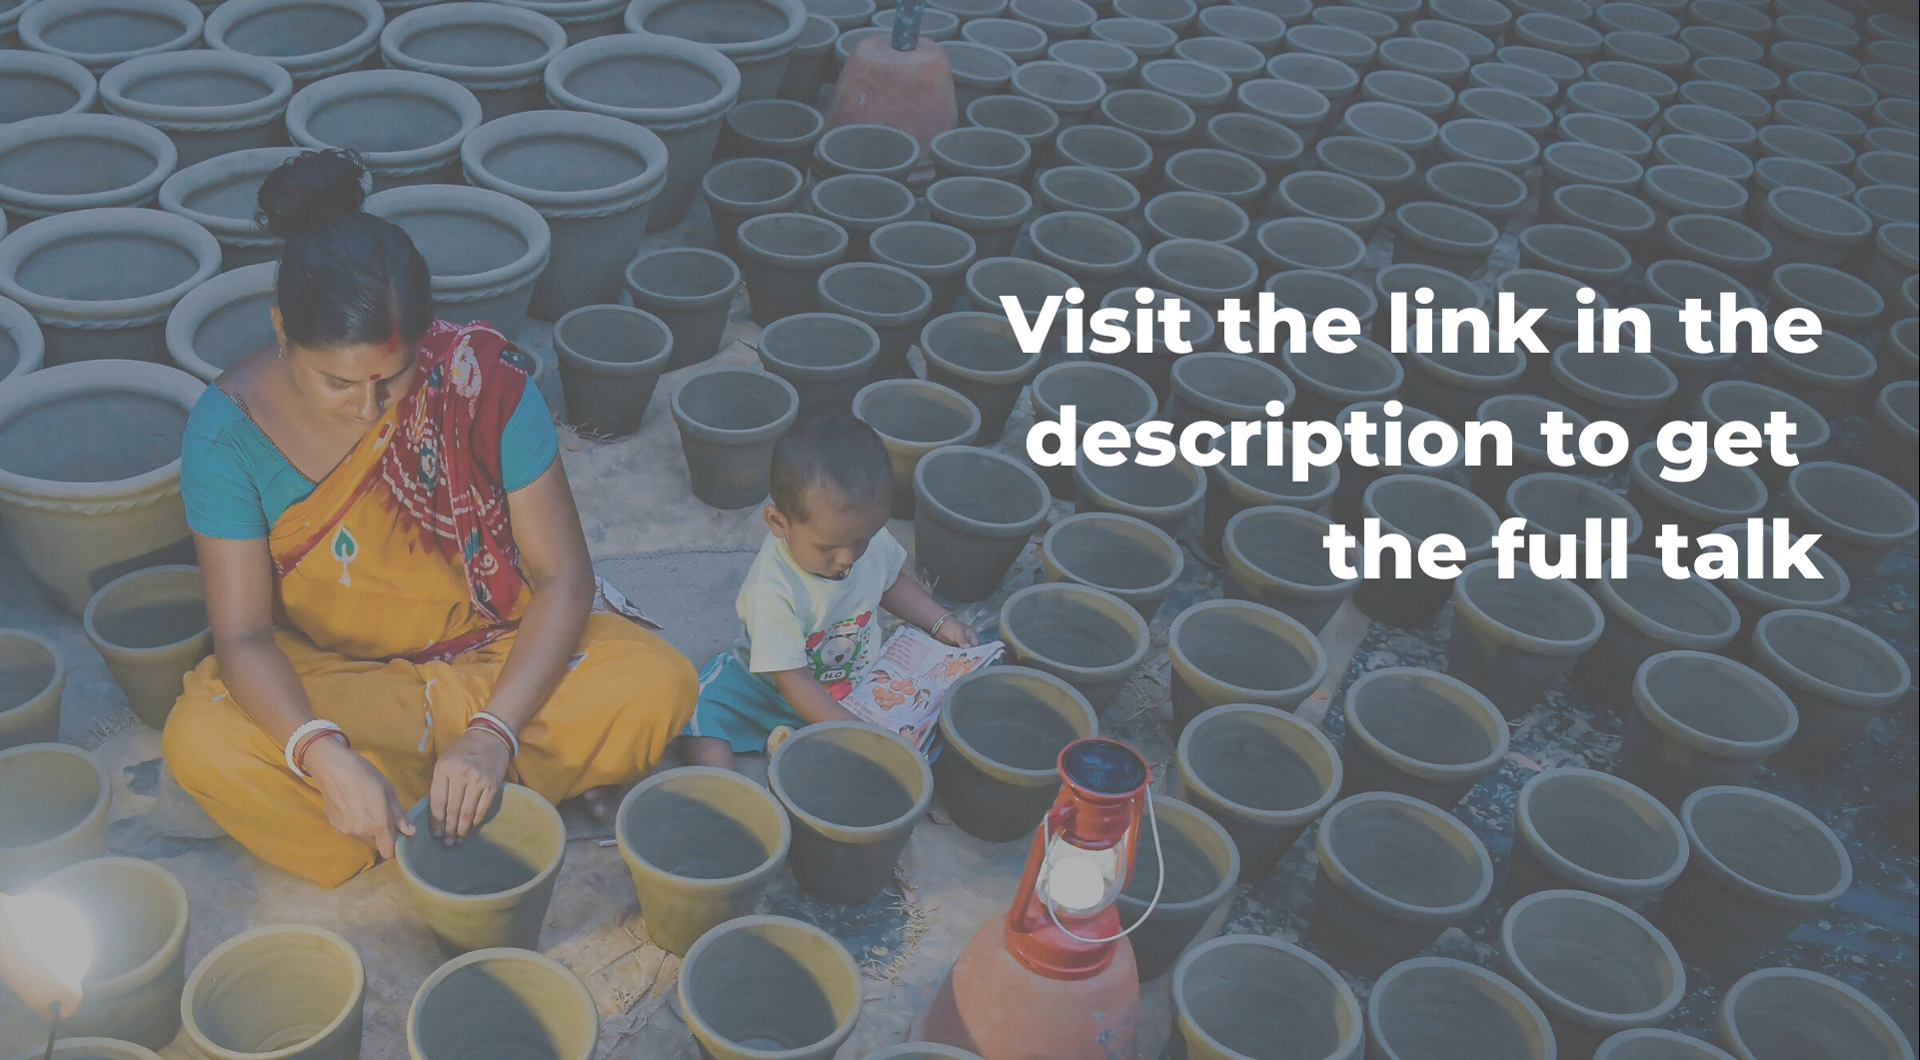 Visit the link in the
description to get
the full talk
H.O